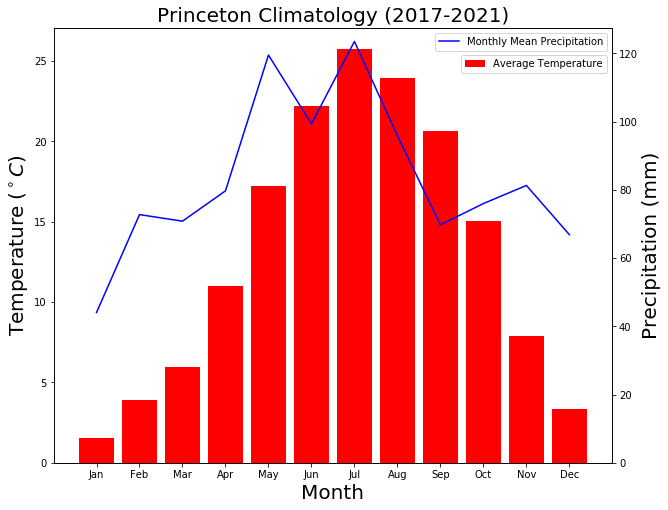 Princeton Climatology (2017-2021)
Monthly Mean Precipitation
Average Temperature
Temperature (°C)
25
20
15
10
5
0
120
100
80
60
40
20
0
Precipitation (mm)
Jan Feb Mar Apr May Jun Jul Aug Sep Oct Nov Dec
Month